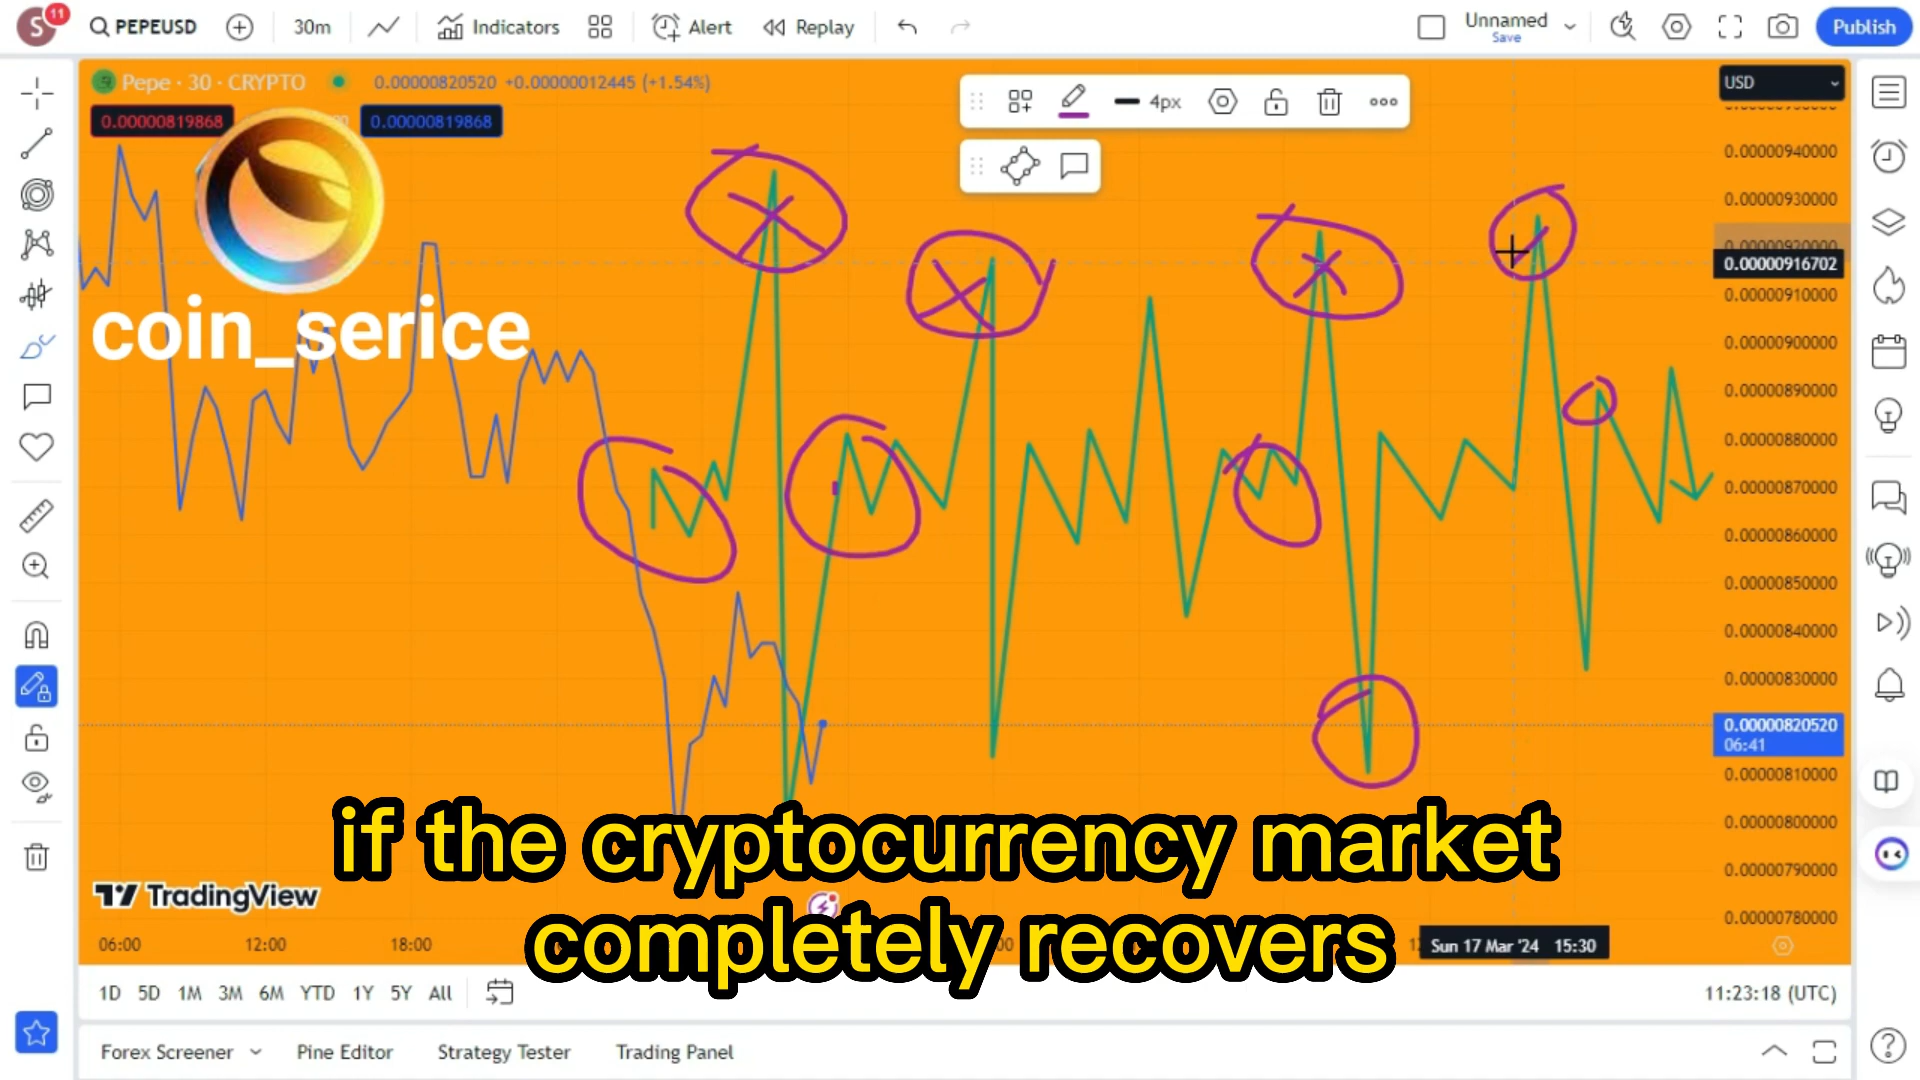 S
11
PEPEUSD
30m
Indicators
Alert
Replay
Unnamed
Save
Publish
Pepe · 30 · CRYPTO
0.00000820520 +0.00000012445 (+1.54%)
0.00000819868
0.00000819868
4px
USD
0.00000940000
0.00000930000
0.00000920000
0.00000916702
0.00000910000
0.00000900000
0.00000890000
0.00000880000
0.00000870000
0.00000860000
0.00000850000
0.00000840000
0.00000830000
0.00000820520
06:41
0.00000810000
0.00000800000
0.00000790000
0.00000780000
coin_serice
if the cryptocurrency market
completely recovers
TradingView
06:00
12:00
18:00
Sun 17 Mar '24 15:30
1D 5D 1M 3M 6M YTD 1Y 5Y All
11:23:18 (UTC)
Forex Screener
Pine Editor
Strategy Tester
Trading Panel